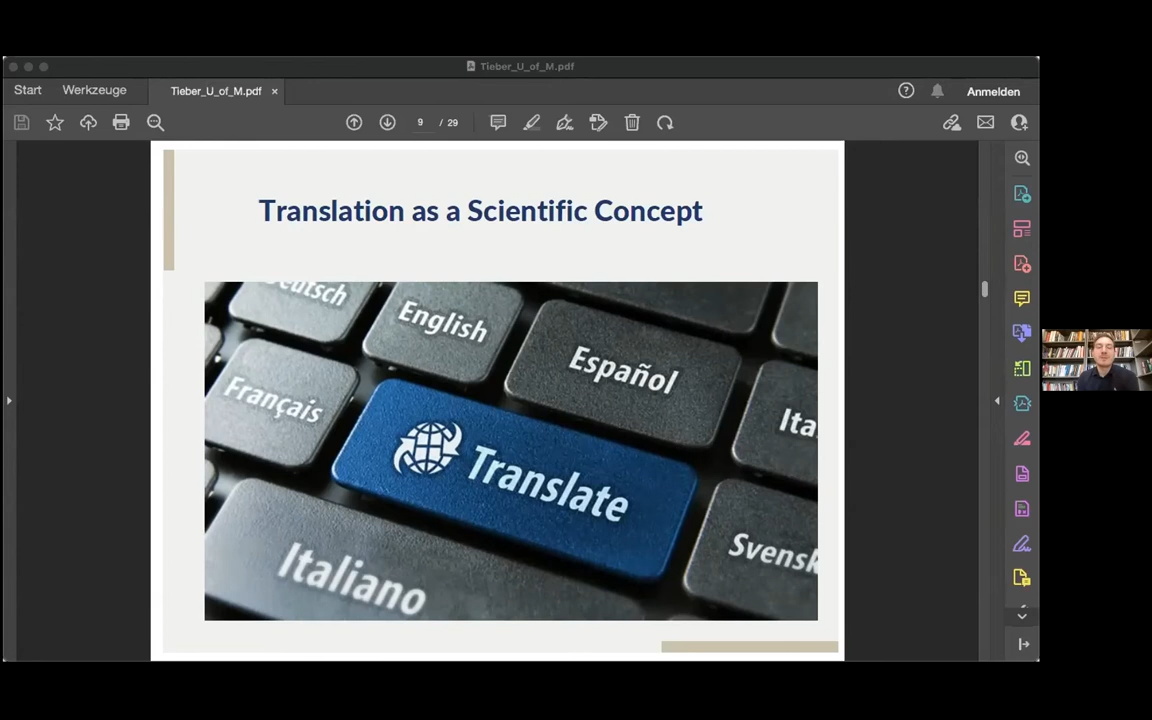 Tieber_U_of_M.pdf
Start
Werkzeuge
Tieber_U_of_M.pdf ×
Anmelden
9 / 29
Translation as a Scientific Concept
Deutsch
English
Español
Français
Ita
Translate
Svensk
Italiano